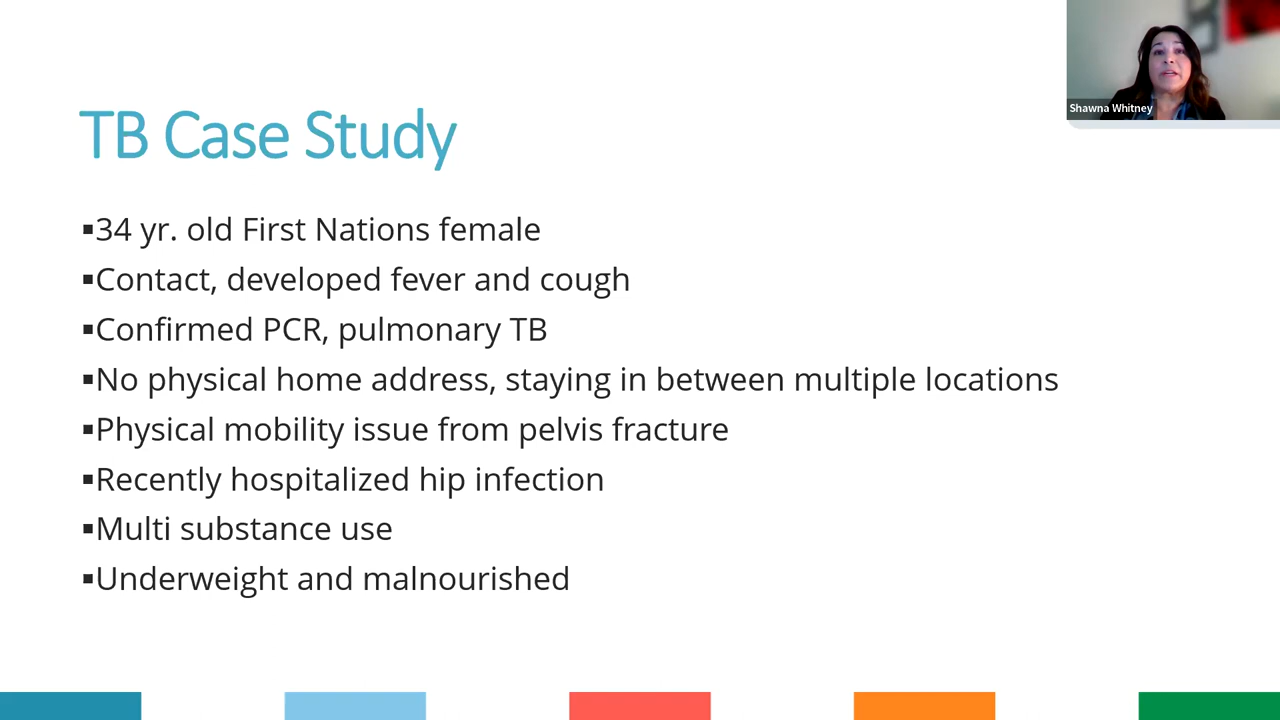 Shawna Whitney
TB Case Study
▪34 yr. old First Nations female
▪Contact, developed fever and cough
▪Confirmed PCR, pulmonary TB
▪No physical home address, staying in between multiple locations
▪Physical mobility issue from pelvis fracture
▪Recently hospitalized hip infection
▪Multi substance use
▪Underweight and malnourished